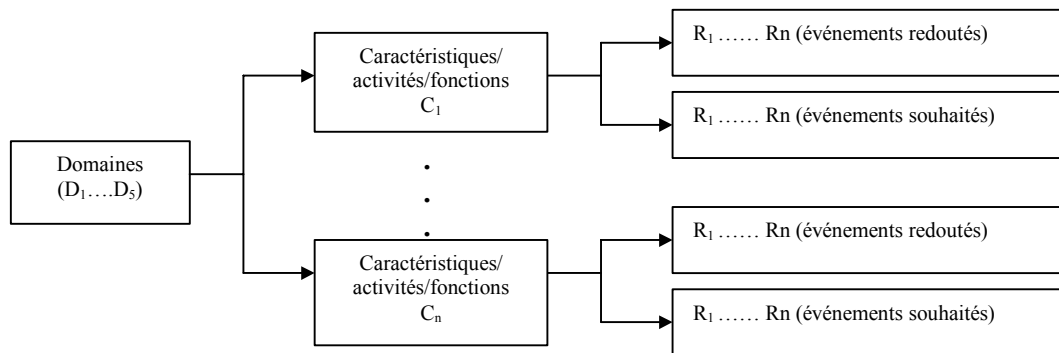 Domaines
(D₁….D₅)
Caractéristiques/
activités/fonctions
C₁
R₁ …… Rn (événements redoutés)
R₁ …… Rn (événements souhaités)
Caractéristiques/
activités/fonctions
Cₙ
R₁ …… Rn (événements redoutés)
R₁ …… Rn (événements souhaités)